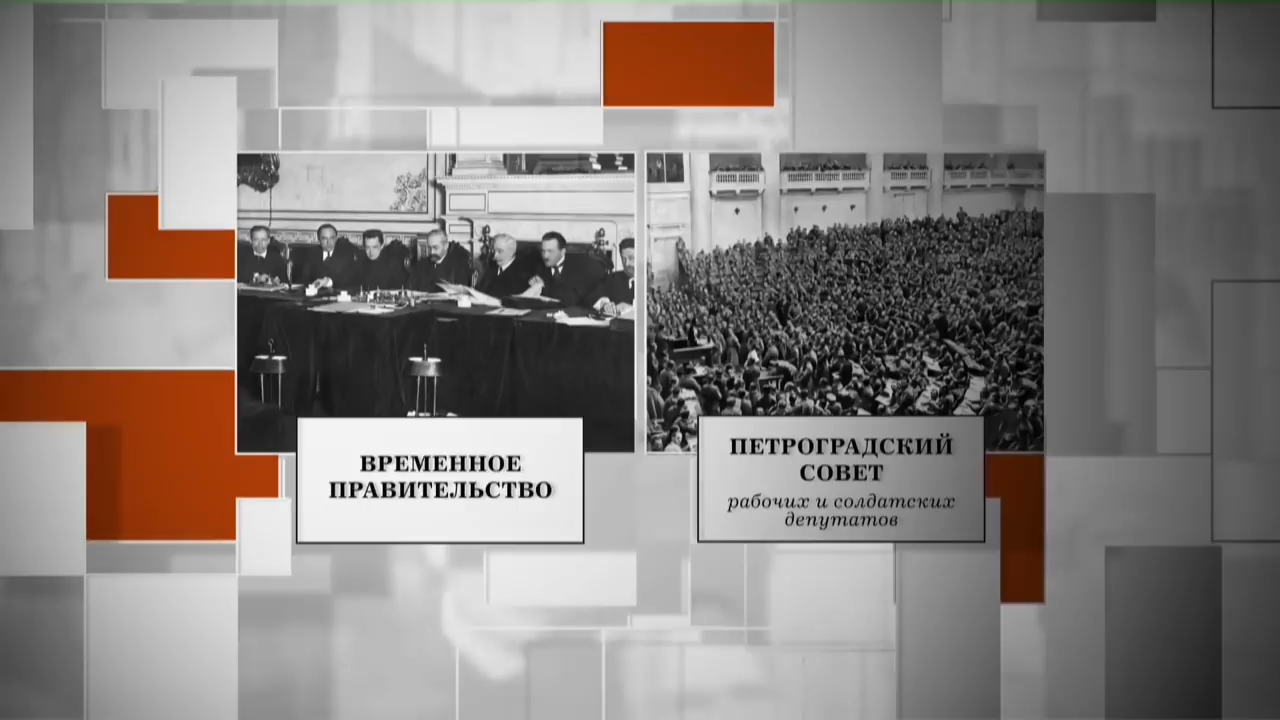 ВРЕМЕННОЕ
ПРАВИТЕЛЬСТВО
ПЕТРОГРАДСКИЙ
СОВЕТ
рабочих и солдатских
депутатов